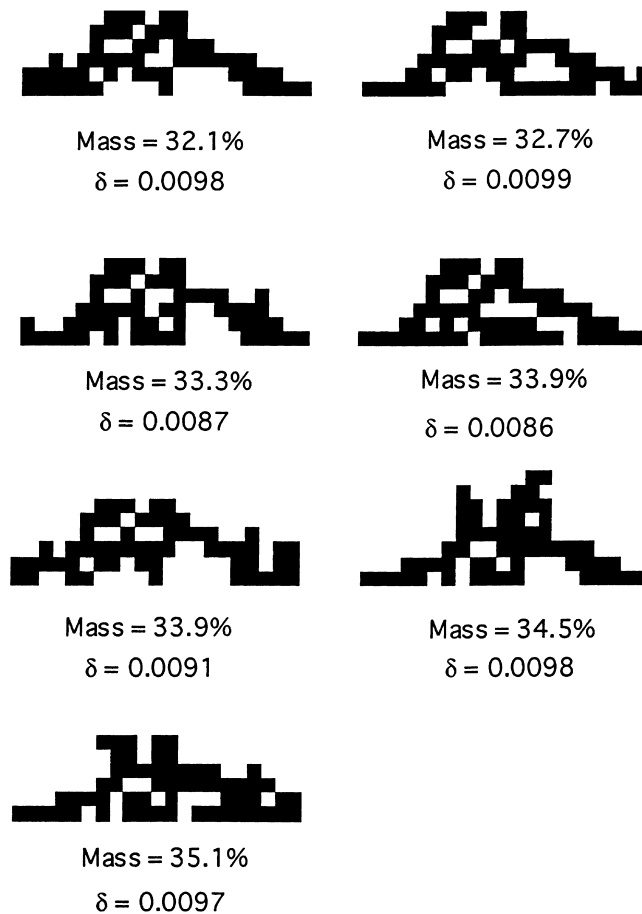 Mass = 32.1%
δ = 0.0098
Mass = 32.7%
δ = 0.0099
Mass = 33.3%
δ = 0.0087
Mass = 33.9%
δ = 0.0086
Mass = 33.9%
δ = 0.0091
Mass = 34.5%
δ = 0.0098
Mass = 35.1%
δ = 0.0097